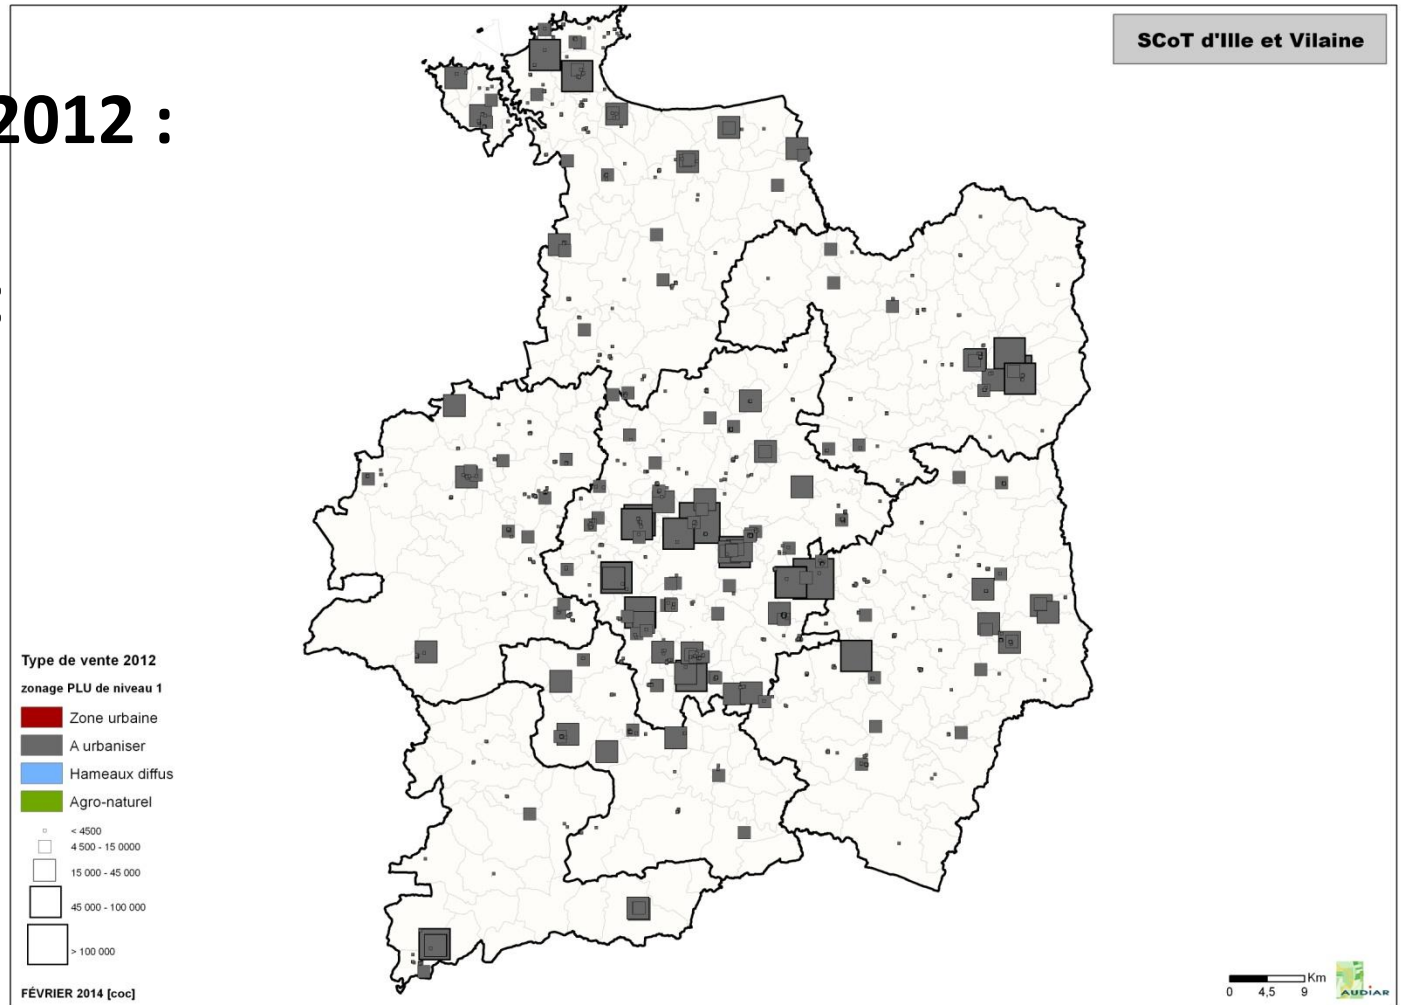 SCoT d'Ille et Vilaine
2012 :
Type de vente 2012
zonage PLU de niveau 1
Zone urbaine
A urbaniser
Hameaux diffus
Agro-naturel
< 4500
4 500 - 15 0000
15 000 - 45 000
45 000 - 100 000
> 100 000
FÉVRIER 2014 [coc]
Km
0 4,5 9
AUDIAR